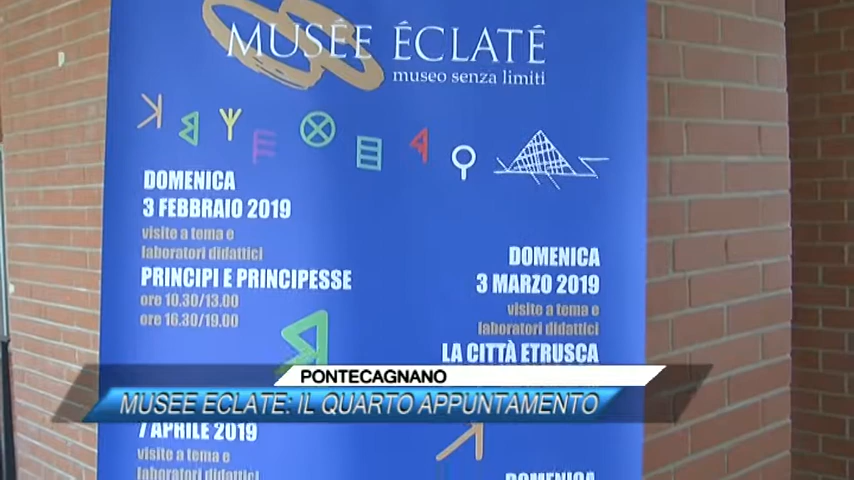 MUSÉE ÉCLATÉ
museo senza limiti
DOMENICA
3 FEBBRAIO 2019
visite a tema e
laboratori didattici
PRINCIPI E PRINCIPESSE
ore 10.30/13.00
ore 16.30/19.00
DOMENICA
3 MARZO 2019
visite a tema e
laboratori didattici
LA CITTÀ ETRUSCA
PONTECAGNANO
MUSEE ECLATE: IL QUARTO APPUNTAMENTO
7 APRILE 2019
visite a tema e
laboratori didattici
DOMENICA